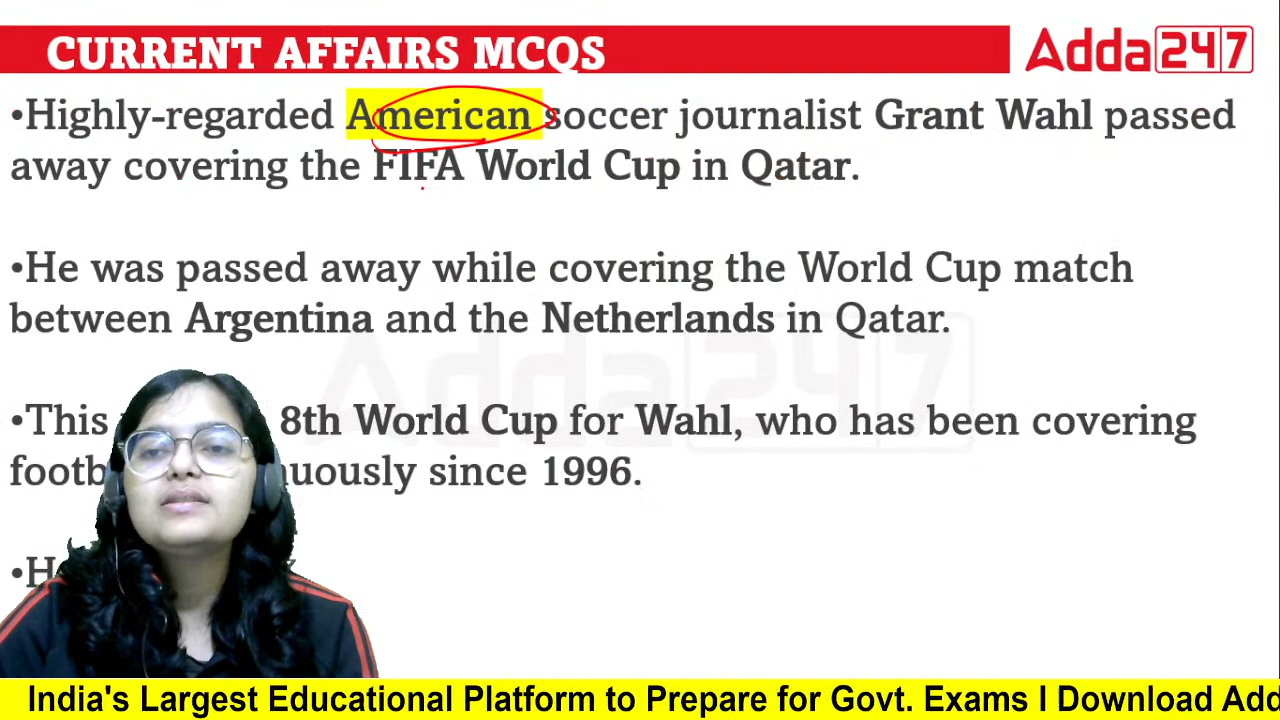 CURRENT AFFAIRS MCQS
Adda247
•Highly-regarded American soccer journalist Grant Wahl passed
away covering the FIFA World Cup in Qatar.
•He was passed away while covering the World Cup match
between Argentina and the Netherlands in Qatar.
•This 8th World Cup for Wahl, who has been covering
since 1996.
Adda247
India's Largest Educational Platform to Prepare for Govt. Exams I Download Add